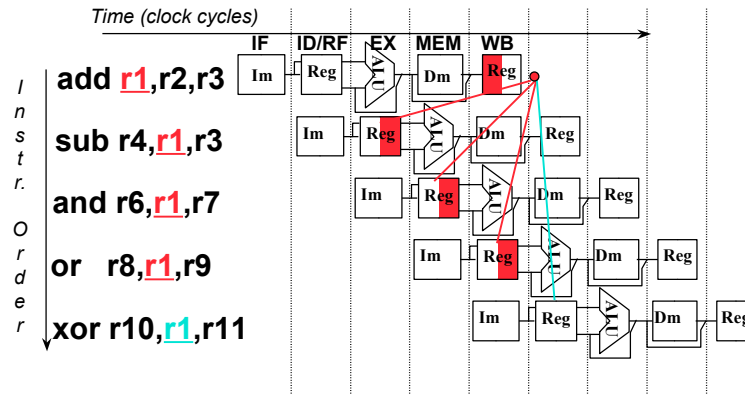 Time (clock cycles)
IF ID/RF EX MEM WB
Instr. Order
add r1,r2,r3 Im Reg ALU Dm Reg
sub r4,r1,r3 Im Reg ALU Dm Reg
and r6,r1,r7 Im Reg ALU Dm Reg
or r8,r1,r9 Im Reg ALU Dm Reg
xor r10,r1,r11 Im Reg ALU Dm Reg